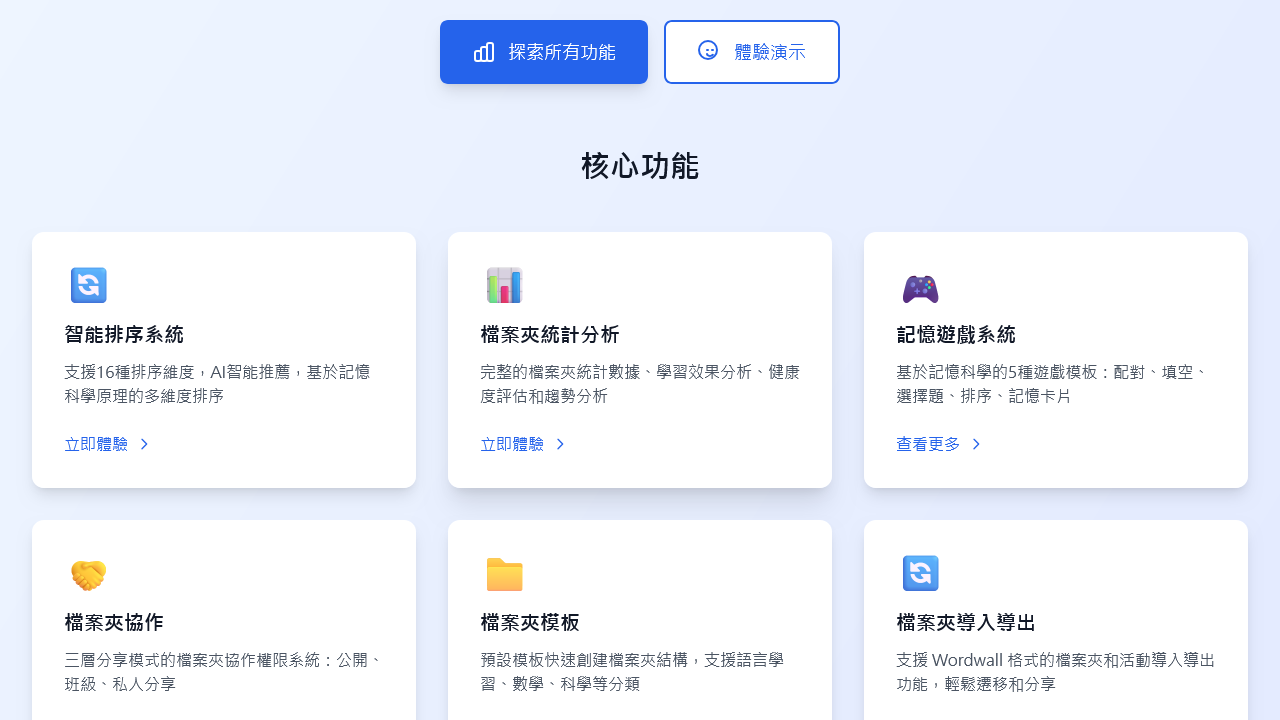 探索所有功能
體驗演示
核心功能
智能排序系統
支援16種排序維度，AI智能推薦，基於記憶
科學原理的多維度排序
立即體驗
檔案夾統計分析
完整的檔案夾統計數據、學習效果分析、健康
度評估和趨勢分析
立即體驗
記憶遊戲系統
基於記憶科學的5種遊戲模板：配對、填空、
選擇題、排序、記憶卡片
查看更多
檔案夾協作
三層分享模式的檔案夾協作權限系統：公開、
班級、私人分享
檔案夾模板
預設模板快速創建檔案夾結構，支援語言學
習、數學、科學等分類
檔案夾導入導出
支援 Wordwall 格式的檔案夾和活動導入導出
功能，輕鬆遷移和分享